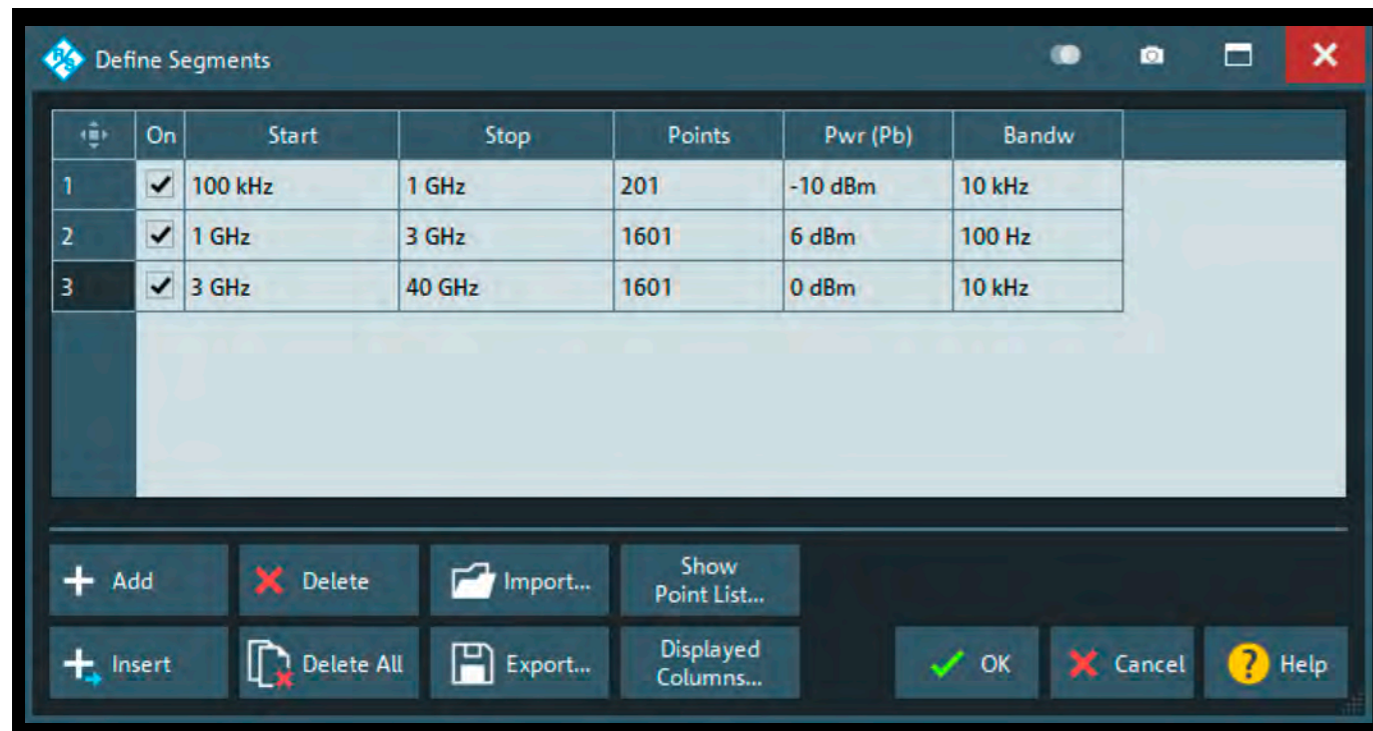 R&S Define Segments
On Start Stop Points Pwr (Pb) Bandw
1 100 kHz 1 GHz 201 -10 dBm 10 kHz
2 1 GHz 3 GHz 1601 6 dBm 100 Hz
3 3 GHz 40 GHz 1601 0 dBm 10 kHz
Add Delete Import... Show
Point List...
Insert Delete All Export... Displayed
Columns... OK Cancel ? Help